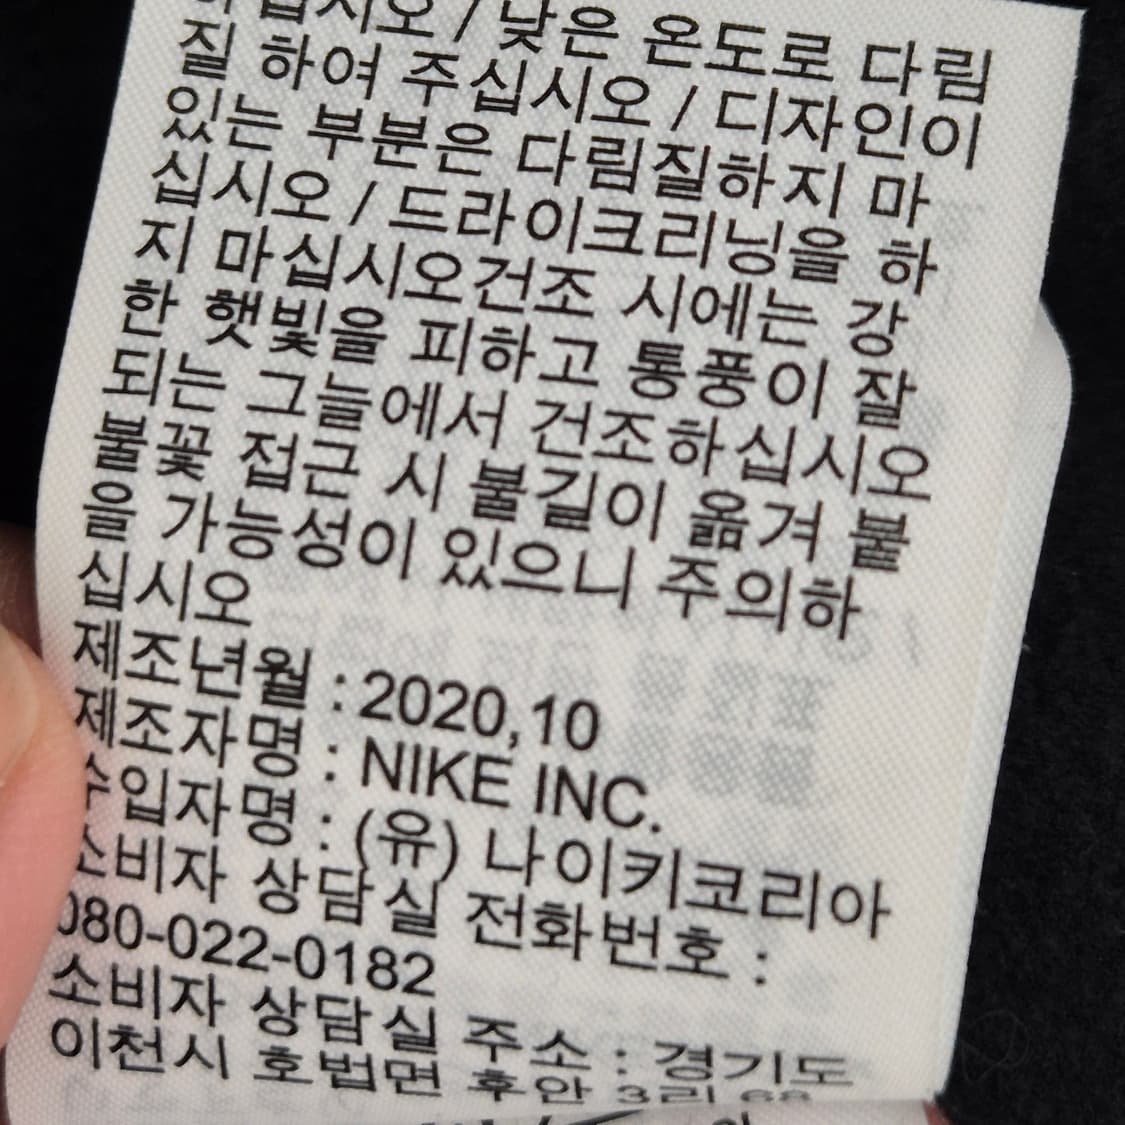 십시오 / 낮은 온도로 다림
질 하여 주십시오 / 디자인이
있는 부분은 다림질하지 마
십시오 / 드라이크리닝을 하
지 마십시오건조 시에는 강
한 햇빛을 피하고 통풍이 잘
되는 그늘에서 건조하십시오
불꽃 접근 시 불길이 옮겨 붙
을 가능성이 있으니 주의하
십시오
제조년월 : 2020,10
제조자명 : NIKE INC.
수입자명 : (유) 나이키코리아
소비자 상담실 전화번호 :
080-022-0182
소비자 상담실 주소 : 경기도
이천시 호법면 후안 3리 68